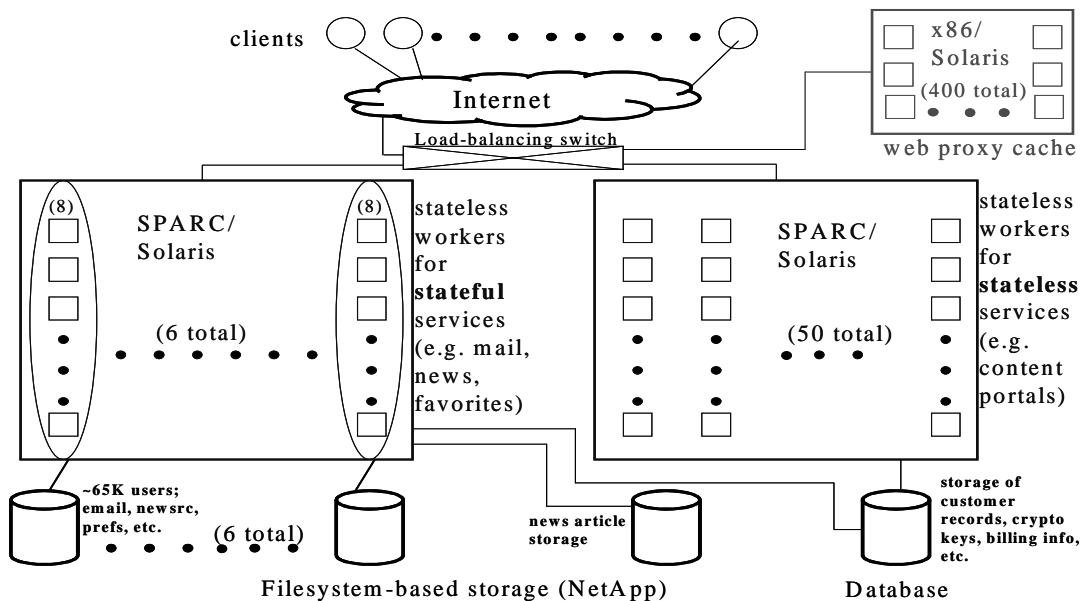 clients
Internet
Load-balancing switch
x86/
Solaris
(400 total)
web proxy cache
(8)
SPARC/
Solaris
(6 total)
(8)
stateless
workers
for
stateful
services
(e.g. mail,
news,
favorites)
SPARC/
Solaris
(50 total)
stateless
workers
for
stateless
services
(e.g.
content
portals)
~65K users;
email, newsrc,
prefs, etc.
(6 total)
news article
storage
storage of
customer
records, crypto
keys, billing info,
etc.
Filesystem-based storage (NetApp)
Database